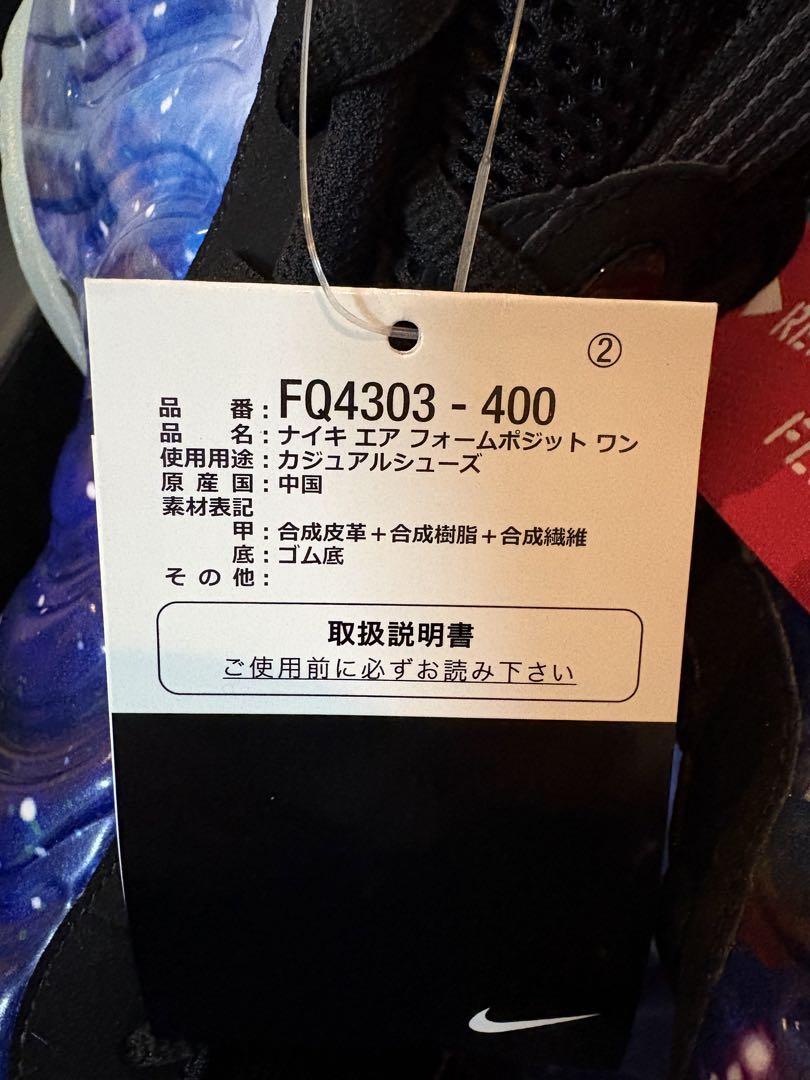 ②
品 番：FQ4303 - 400
品 名：ナイキ エア フォームポジット ワン
使用用途：カジュアルシューズ
原 産 国：中国
素材表記
甲：合成皮革＋合成樹脂＋合成繊維
底：ゴム底
そ の 他：
取扱説明書
ご使用前に必ずお読み下さい